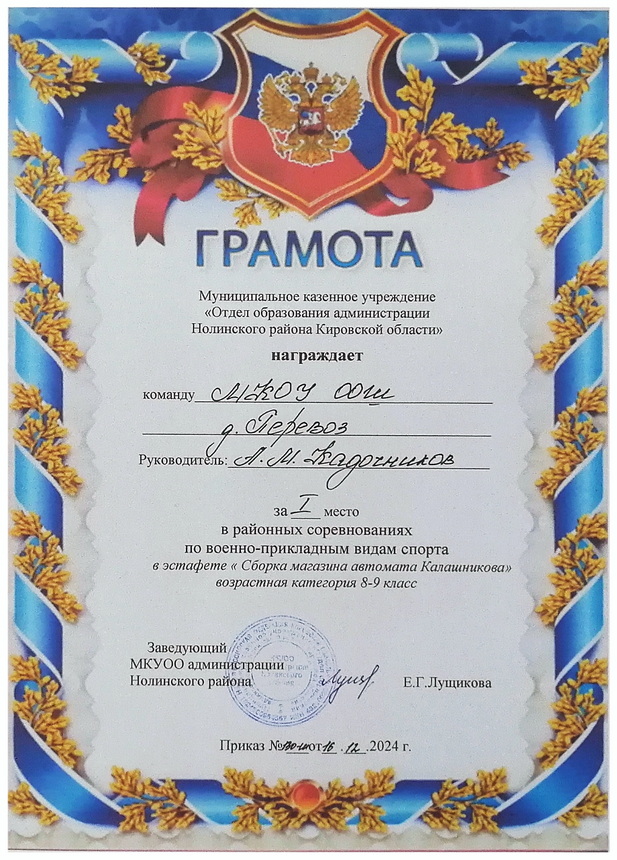 ГРАМОТА
Муниципальное казенное учреждение
«Отдел образования администрации
Нолинского района Кировской области»
награждает
команду МКОУ ООШ
д. Перевоз
Руководитель: А. М. Кадочников
за I место
в районных соревнованиях
по военно-прикладным видам спорта
в эстафете « Сборка магазина автомата Калашникова»
возрастная категория 8-9 класс
Заведующий
МКУОО администрации
Нолинского района Е.Г.Лущикова
Приказ № от 16 .12 .2024 г.